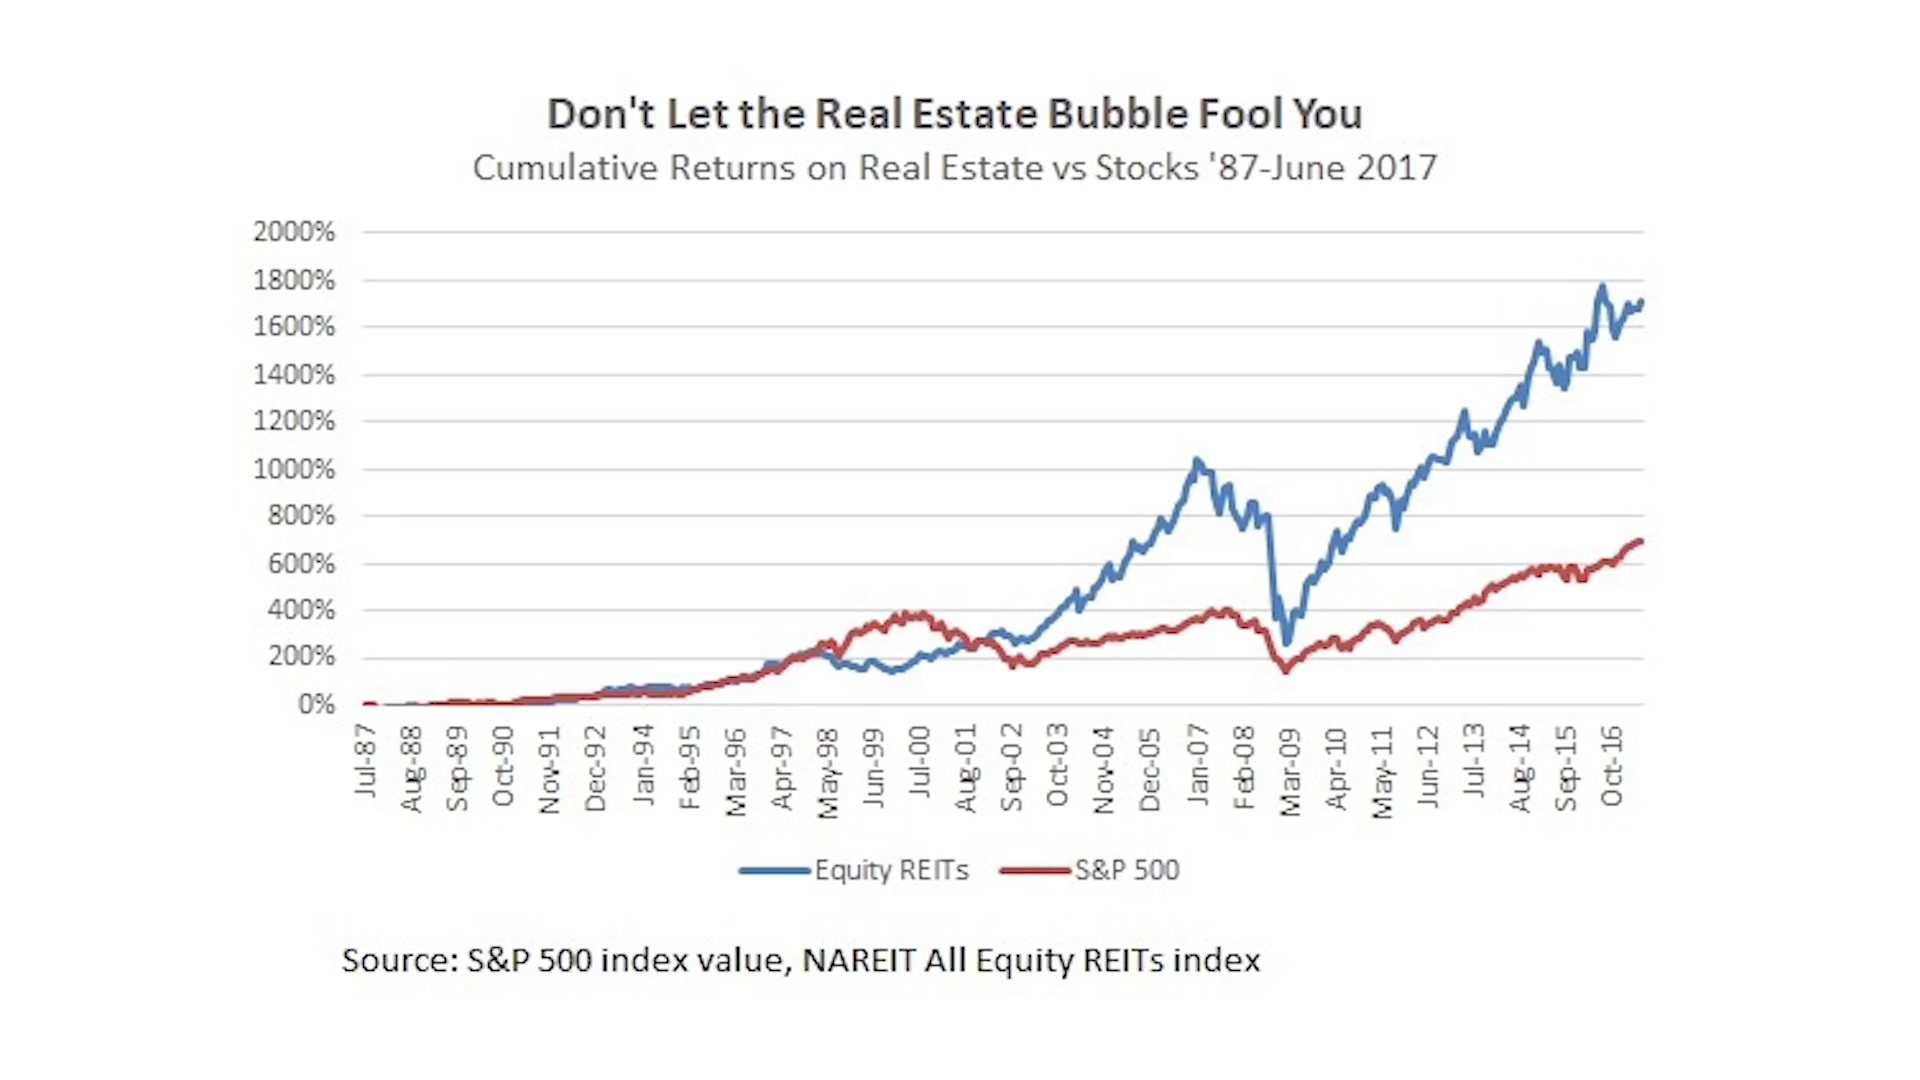 Don't Let the Real Estate Bubble Fool You
Cumulative Returns on Real Estate vs Stocks '87-June 2017
2000%
1800%
1600%
1400%
1200%
1000%
800%
600%
400%
200%
0%
Jul-87
Aug-88
Sep-89
Oct-90
Nov-91
Dec-92
Jan-94
Feb-95
Mar-96
Apr-97
May-98
Jun-99
Jul-00
Aug-01
Sep-02
Oct-03
Nov-04
Dec-05
Jan-07
Feb-08
Mar-09
Apr-10
May-11
Jun-12
Jul-13
Aug-14
Sep-15
Oct-16
Equity REITs
S&P 500
Source: S&P 500 index value, NAREIT All Equity REITs index